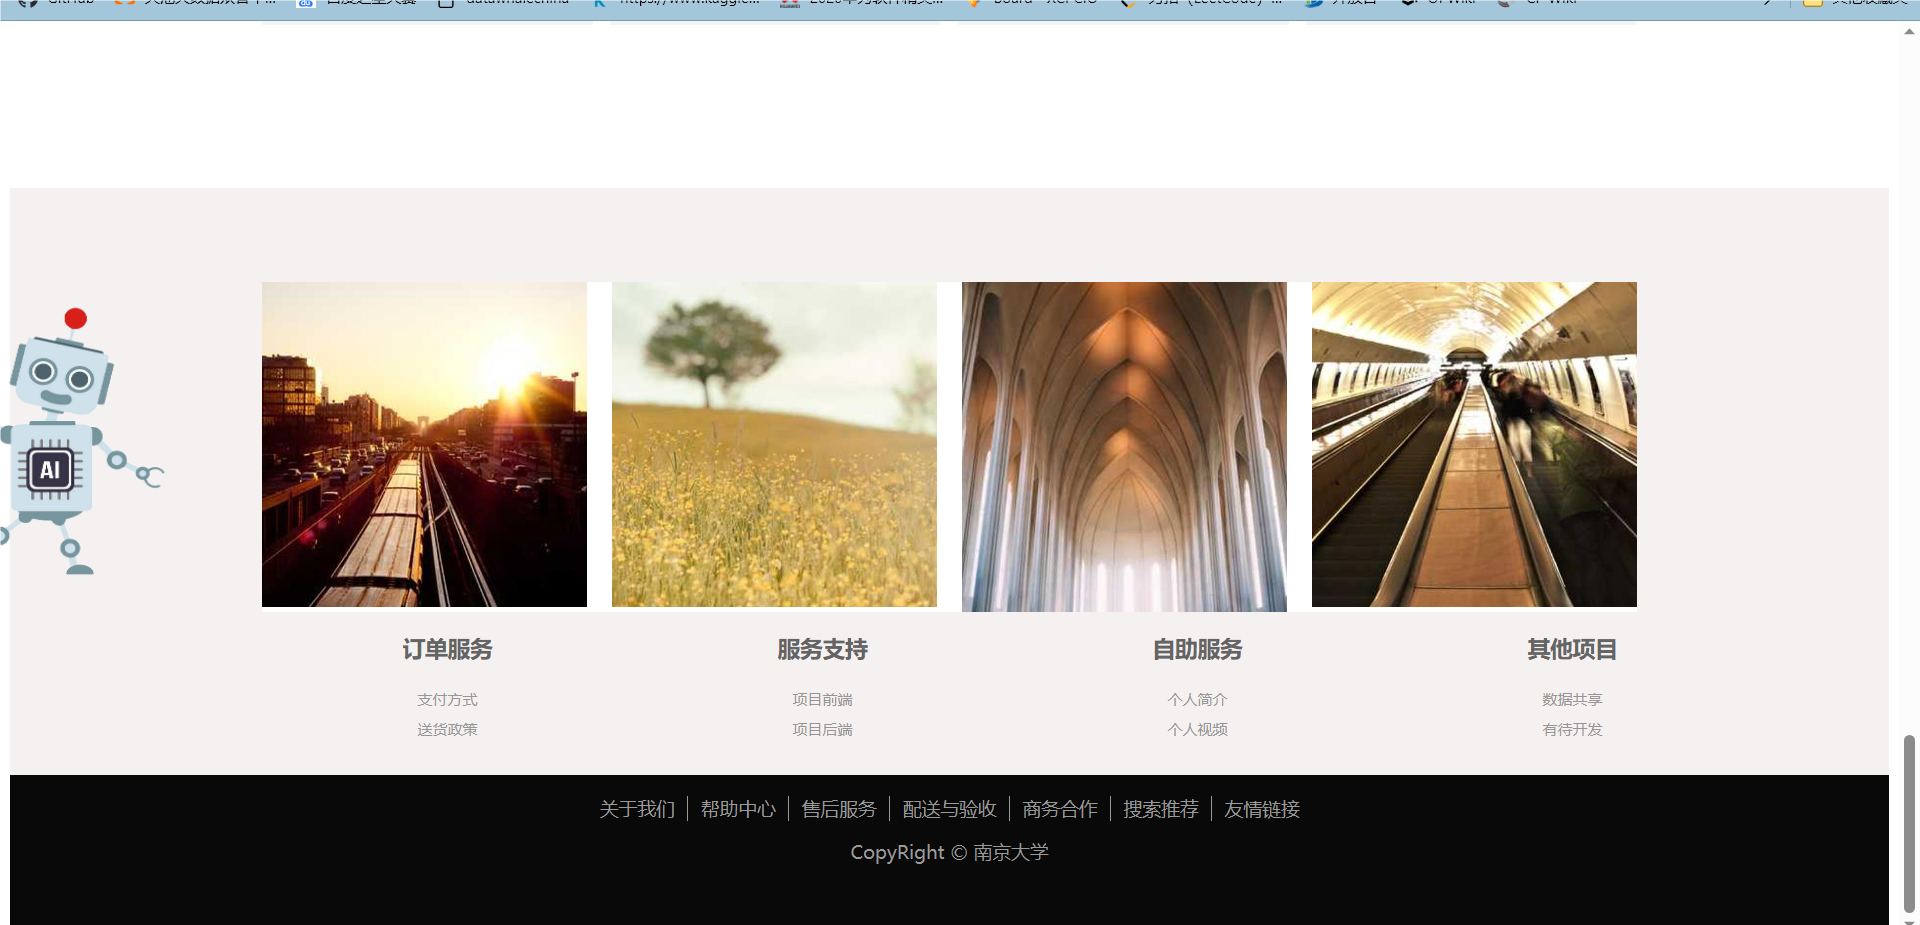 AI
订单服务
服务支持
自助服务
其他项目
支付方式
项目前端
个人简介
数据共享
送货政策
项目后端
个人视频
有待开发
关于我们 帮助中心 售后服务 配送与验收 商务合作 搜索推荐 友情链接
CopyRight © 南京大学